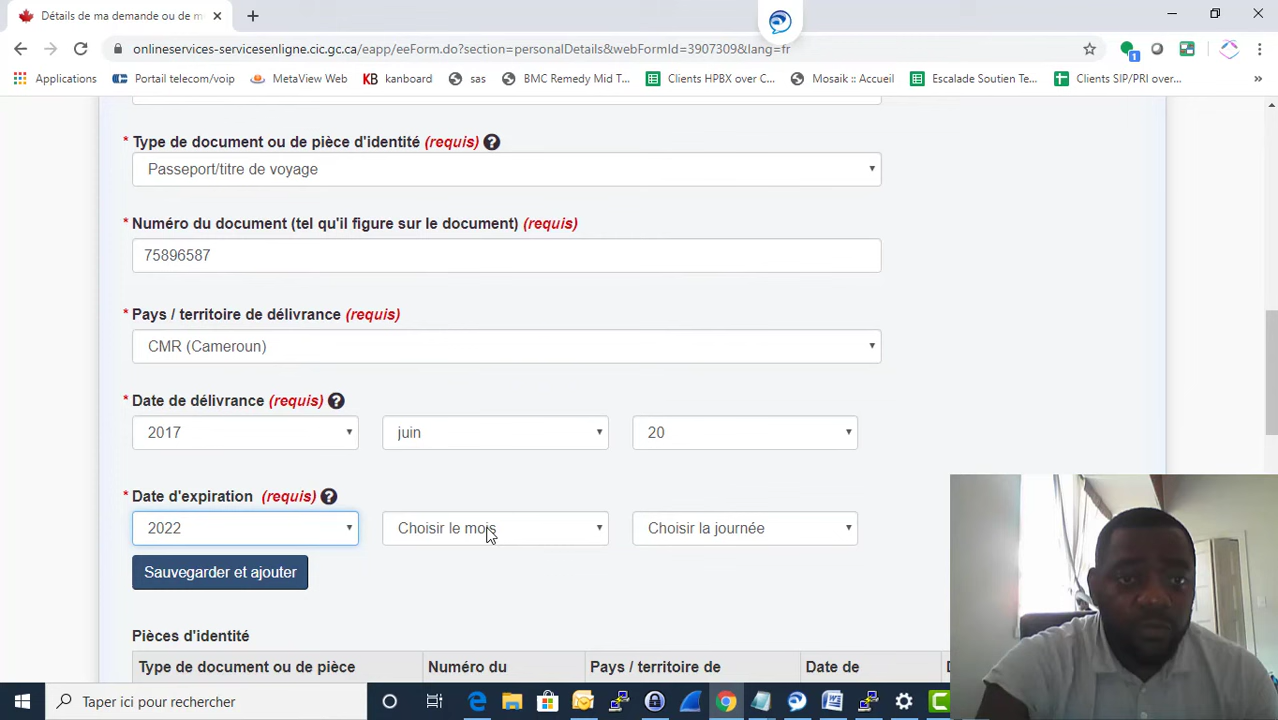 Détails de ma demande ou de m
onlineservices-servicesenligne.cic.gc.ca/eapp/eeForm.do?section=personalDetails&webFormId=3907309&lang=fr
1
Applications
Portail telecom/voip
MetaView Web
KB kanboard
sas
BMC Remedy Mid T...
Clients HPBX over C...
Mosaik :: Accueil
Escalade Soutien Te...
Clients SIP/PRI over...
»
* Type de document ou de pièce d'identité (requis)
Passeport/titre de voyage
* Numéro du document (tel qu'il figure sur le document) (requis)
75896587
* Pays / territoire de délivrance (requis)
CMR (Cameroun)
* Date de délivrance (requis)
2017 juin 20
* Date d'expiration (requis)
2022 Choisir le mois Choisir la journée
Sauvegarder et ajouter
Pièces d'identité
Type de document ou de pièce Numéro du Pays / territoire de Date de
Taper ici pour rechercher